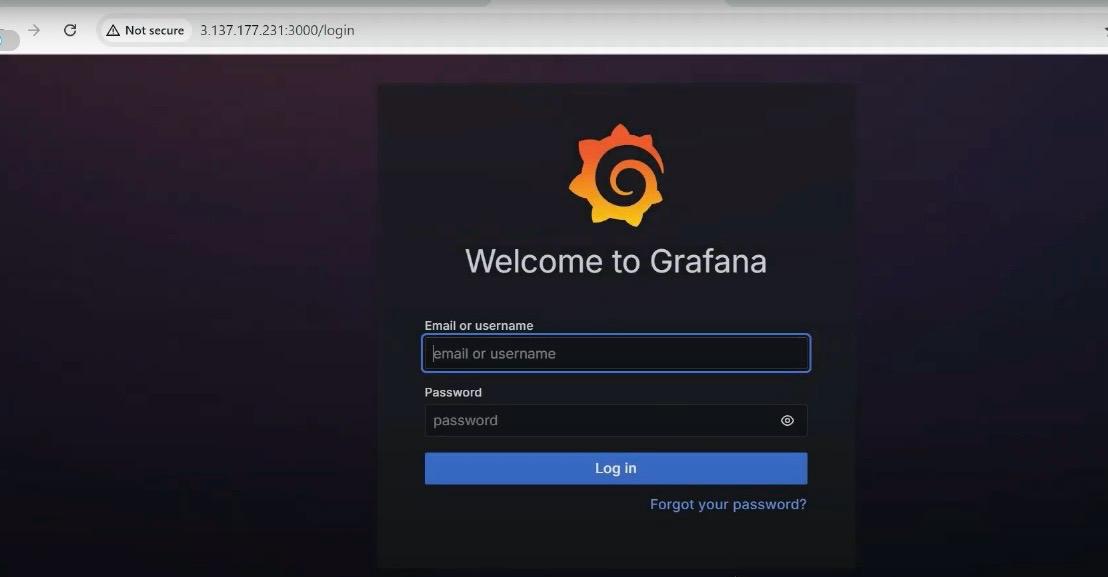 Not secure 3.137.177.231:3000/login
Welcome to Grafana
Email or username
email or username
Password
password
Log in
Forgot your password?